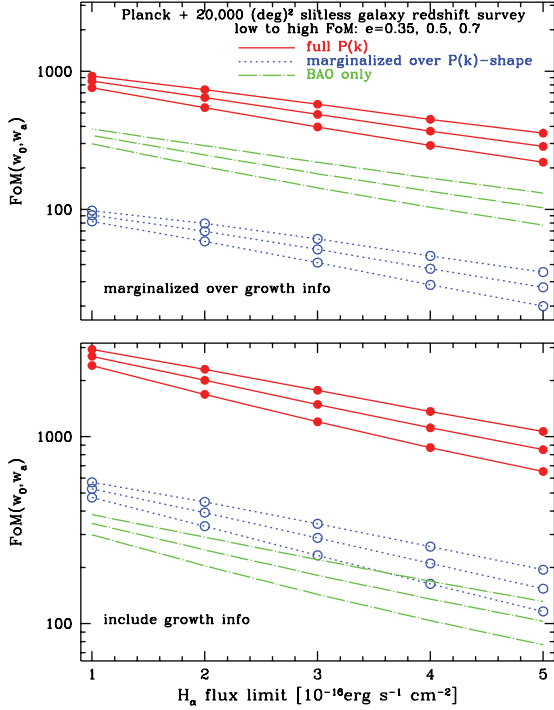 Planck + 20,000 (deg)² slitless galaxy redshift survey
low to high FoM: e=0.35, 0.5, 0.7
full P(k)
marginalized over P(k)-shape
BAO only
1000
100
FoM(w₀,wₐ)
marginalized over growth info
1000
100
FoM(w₀,wₐ)
include growth info
1 2 3 4 5
Hα flux limit [10⁻¹⁶erg s⁻¹ cm⁻²]